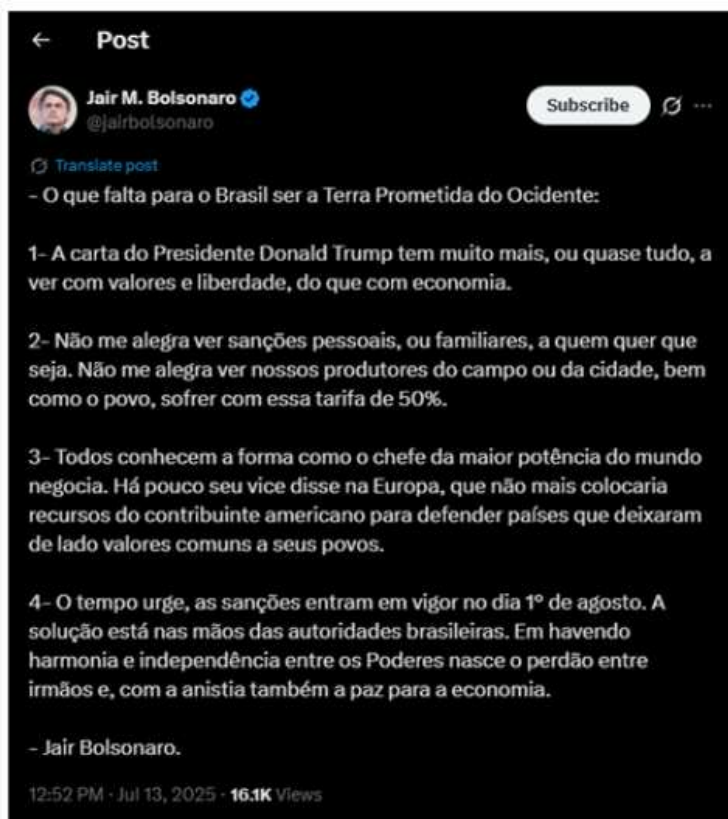 Post
Jair M. Bolsonaro
@jairbolsonaro
Subscribe
Translate post
- O que falta para o Brasil ser a Terra Prometida do Ocidente:
1- A carta do Presidente Donald Trump tem muito mais, ou quase tudo, a
ver com valores e liberdade, do que com economia.
2- Não me alegra ver sanções pessoais, ou familiares, a quem quer que
seja. Não me alegra ver nossos produtores do campo ou da cidade, bem
como o povo, sofrer com essa tarifa de 50%.
3- Todos conhecem a forma como o chefe da maior potência do mundo
negocia. Há pouco seu vice disse na Europa, que não mais colocaria
recursos do contribuinte americano para defender países que deixaram
de lado valores comuns a seus povos.
4- O tempo urge, as sanções entram em vigor no dia 1° de agosto. A
solução está nas mãos das autoridades brasileiras. Em havendo
harmonia e independência entre os Poderes nasce o perdão entre
irmãos e, com a anistia também a paz para a economia.
- Jair Bolsonaro.
12:52 PM · Jul 13, 2025 · 16.1K Views